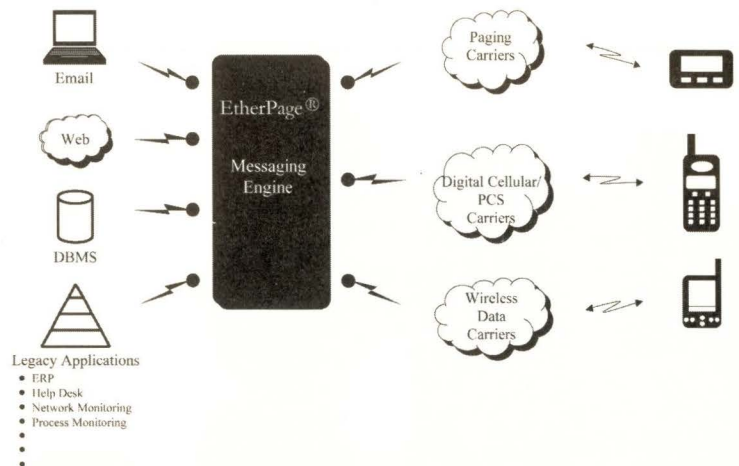 Email
Web
DBMS
Legacy Applications
• ERP
• Help Desk
• Network Monitoring
• Process Monitoring
•
•
•
EtherPage®
Messaging
Engine
Paging
Carriers
Digital Cellular/
PCS
Carriers
Wireless
Data
Carriers